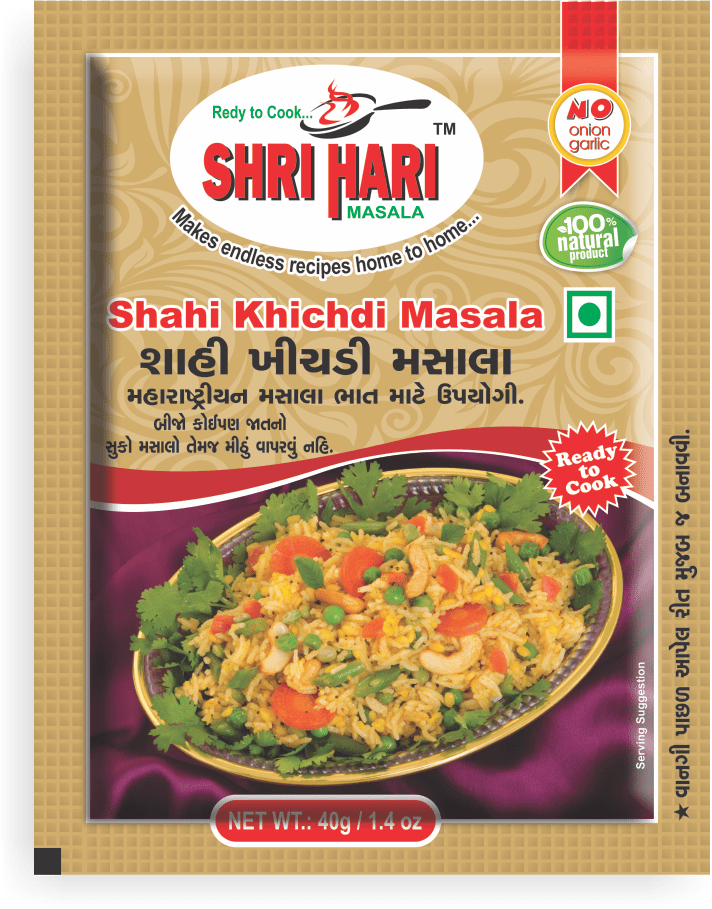 Redy to Cook...
SHRI HARI
TM
MASALA
Makes endless recipes home to home...
NO
onion
garlic
100%
natural
product
Shahi Khichdi Masala
શાહી ખીચડી મસાલા
મહારાષ્ટ્રીયન મસાલા ભાત માટે ઉપયોગી.
બીજો કોઈપણ જાતનો
સુકો મસાલો તેમજ મીઠું વાપરવું નહિ.
Ready
to
Cook
Serving Suggestion
★ વાનગી પાછળ આપેલ રીત મુજબ જ બનાવવી.
NET WT.: 40g / 1.4 oz